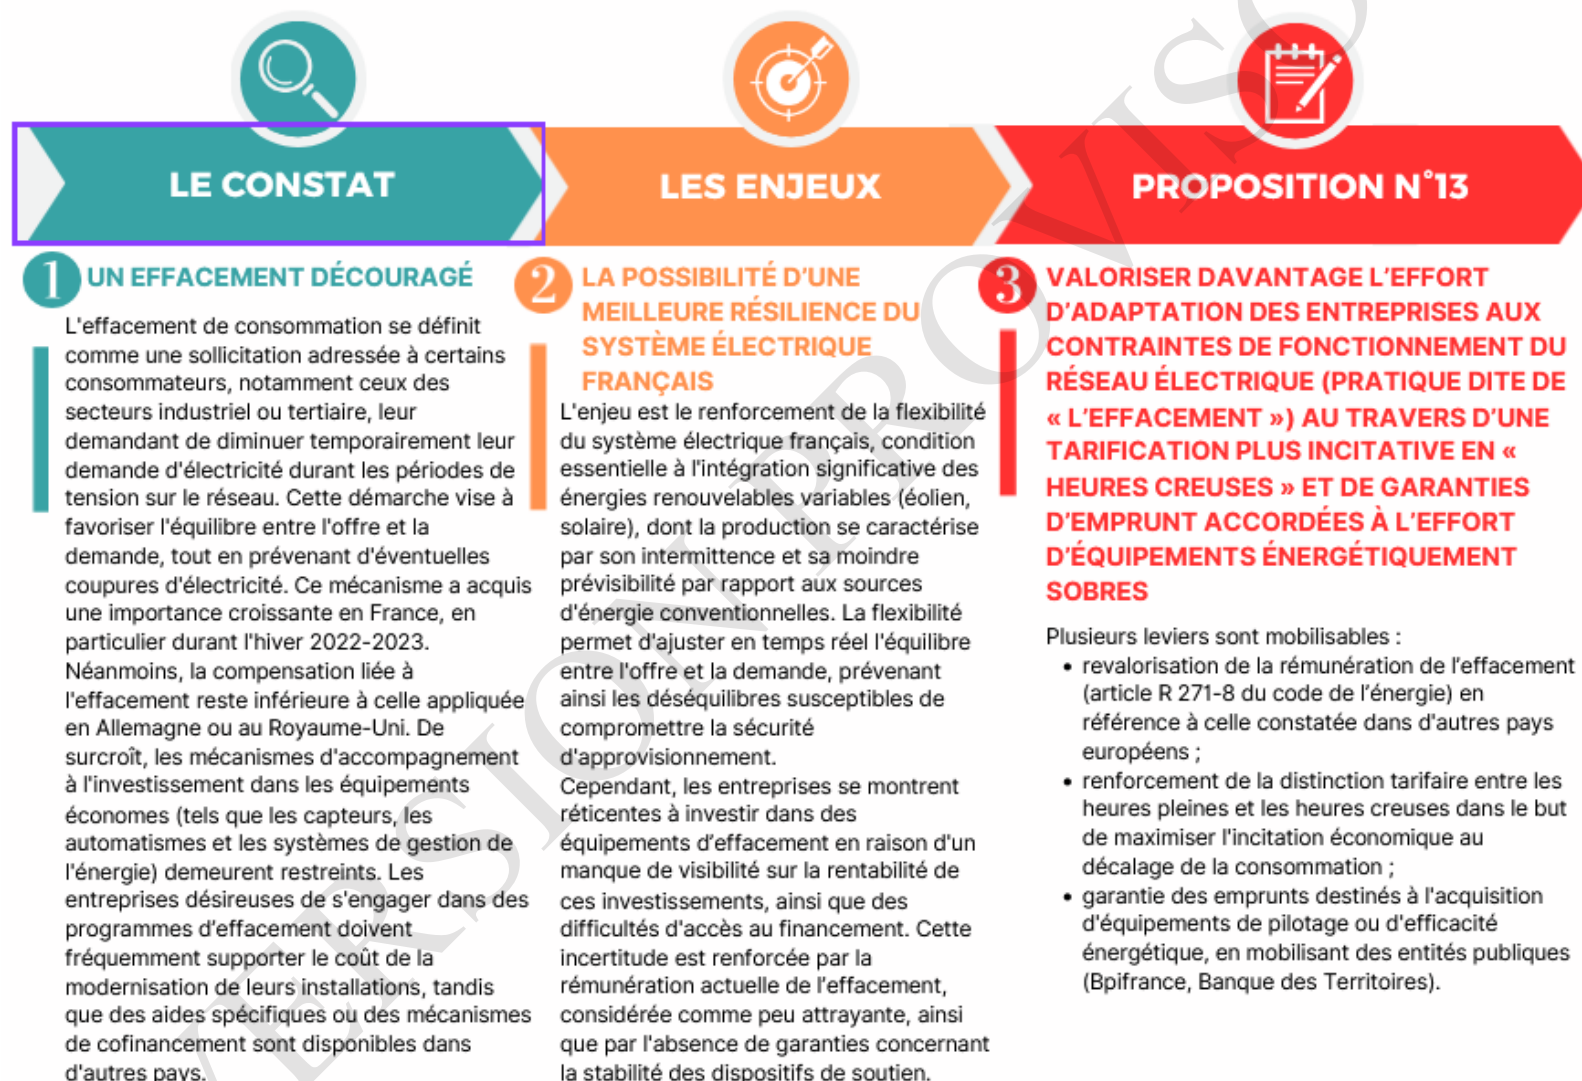 LE CONSTAT
LES ENJEUX
PROPOSITION N°13
1 UN EFFACEMENT DÉCOURAGÉ
L'effacement de consommation se définit
comme une sollicitation adressée à certains
consommateurs, notamment ceux des
secteurs industriel ou tertiaire, leur
demandant de diminuer temporairement leur
demande d'électricité durant les périodes de
tension sur le réseau. Cette démarche vise à
favoriser l'équilibre entre l'offre et la
demande, tout en prévenant d'éventuelles
coupures d'électricité. Ce mécanisme a acquis
une importance croissante en France, en
particulier durant l'hiver 2022-2023.
Néanmoins, la compensation liée à
l'effacement reste inférieure à celle appliquée
en Allemagne ou au Royaume-Uni. De
surcroît, les mécanismes d'accompagnement
à l'investissement dans les équipements
économes (tels que les capteurs, les
automatismes et les systèmes de gestion de
l'énergie) demeurent restreints. Les
entreprises désireuses de s'engager dans des
programmes d'effacement doivent
fréquemment supporter le coût de la
modernisation de leurs installations, tandis
que des aides spécifiques ou des mécanismes
de cofinancement sont disponibles dans
d'autres pays.
2 LA POSSIBILITÉ D'UNE
MEILLEURE RÉSILIENCE DU
SYSTÈME ÉLECTRIQUE
FRANÇAIS
L'enjeu est le renforcement de la flexibilité
du système électrique français, condition
essentielle à l'intégration significative des
énergies renouvelables variables (éolien,
solaire), dont la production se caractérise
par son intermittence et sa moindre
prévisibilité par rapport aux sources
d'énergie conventionnelles. La flexibilité
permet d'ajuster en temps réel l'équilibre
entre l'offre et la demande, prévenant
ainsi les déséquilibres susceptibles de
compromettre la sécurité
d'approvisionnement.
Cependant, les entreprises se montrent
réticentes à investir dans des
équipements d'effacement en raison d'un
manque de visibilité sur la rentabilité de
ces investissements, ainsi que des
difficultés d'accès au financement. Cette
incertitude est renforcée par la
rémunération actuelle de l'effacement,
considérée comme peu attrayante, ainsi
que par l'absence de garanties concernant
la stabilité des dispositifs de soutien.
3 VALORISER DAVANTAGE L'EFFORT
D'ADAPTATION DES ENTREPRISES AUX
CONTRAINTES DE FONCTIONNEMENT DU
RÉSEAU ÉLECTRIQUE (PRATIQUE DITE DE
« L'EFFACEMENT ») AU TRAVERS D'UNE
TARIFICATION PLUS INCITATIVE EN «
HEURES CREUSES » ET DE GARANTIES
D'EMPRUNT ACCORDÉES À L'EFFORT
D'ÉQUIPEMENTS ÉNERGÉTIQUEMENT
SOBRES
Plusieurs leviers sont mobilisables :
• revalorisation de la rémunération de l'effacement
(article R 271-8 du code de l'énergie) en
référence à celle constatée dans d'autres pays
européens ;
• renforcement de la distinction tarifaire entre les
heures pleines et les heures creuses dans le but
de maximiser l'incitation économique au
décalage de la consommation ;
• garantie des emprunts destinés à l'acquisition
d'équipements de pilotage ou d'efficacité
énergétique, en mobilisant des entités publiques
(Bpifrance, Banque des Territoires).
VERSION PROVISO